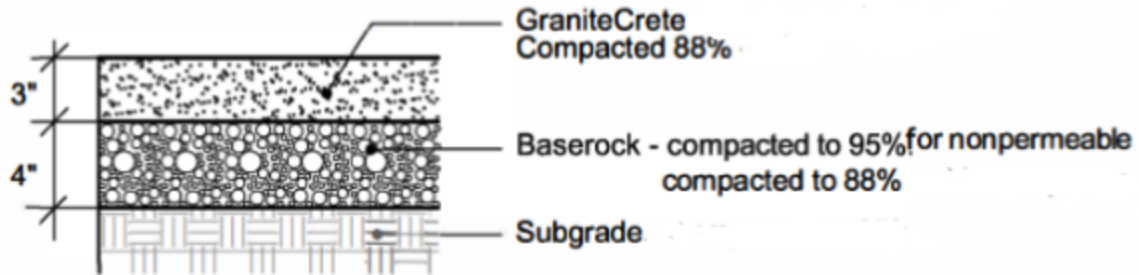 GraniteCrete
Compacted 88%
3"
Baserock - compacted to 95% for nonpermeable
compacted to 88%
4"
Subgrade